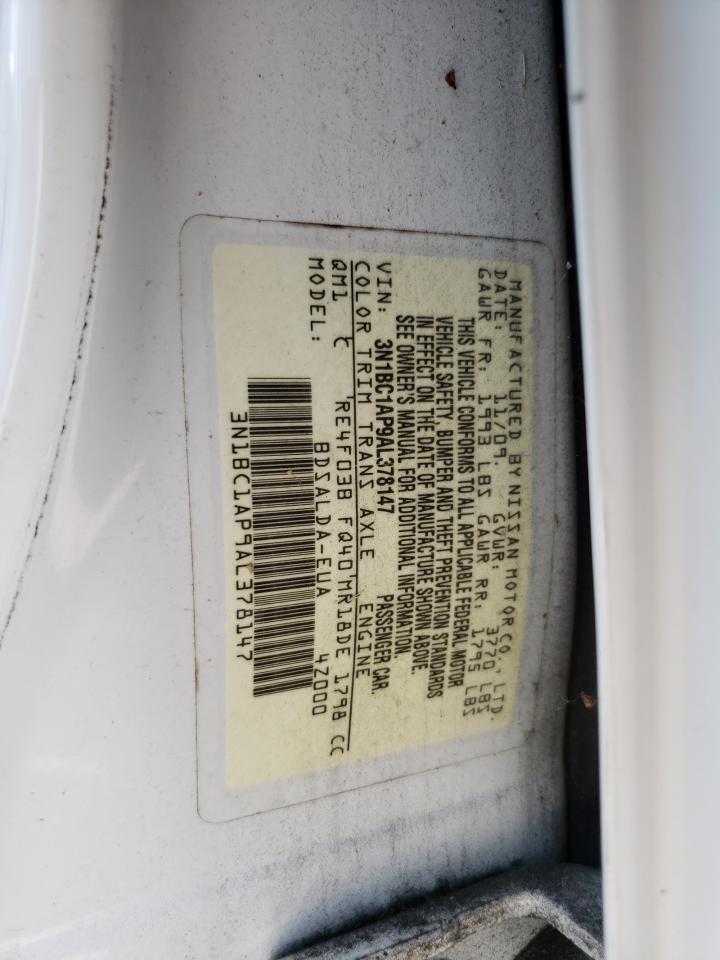 MANUFACTURED BY NISSAN MOTOR CO., LTD.
DATE: 11/09. GVWR: 3770 LBS
GAWR FR: 1993 LBS GAWR RR: 1795 LBS
THIS VEHICLE CONFORMS TO ALL APPLICABLE FEDERAL MOTOR
VEHICLE SAFETY, BUMPER AND THEFT PREVENTION STANDARDS
IN EFFECT ON THE DATE OF MANUFACTURE SHOWN ABOVE.
SEE OWNER'S MANUAL FOR ADDITIONAL INFORMATION.
VIN: 3N1BC1AP9AL378147 PASSENGER CAR.
COLOR TRIM TRANS AXLE ENGINE
QM1 C RE4F03B FQ40 MR18DE 1798 CC
MODEL: BDSALDA-EUA 4Z000
3N1BC1AP9AL378147